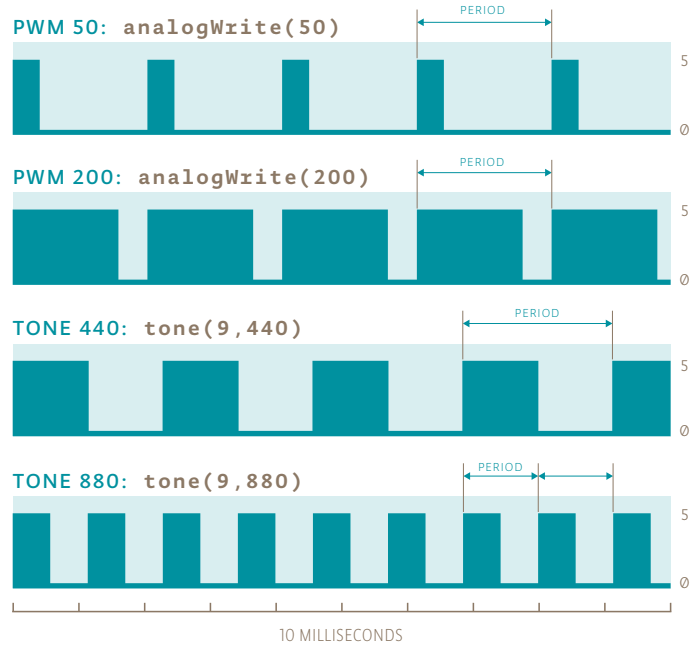 PERIOD
PWM 50: analogWrite(50)
5
0
PERIOD
PWM 200: analogWrite(200)
5
0
PERIOD
TONE 440: tone(9,440)
5
0
PERIOD
TONE 880: tone(9,880)
5
0
10 MILLISECONDS